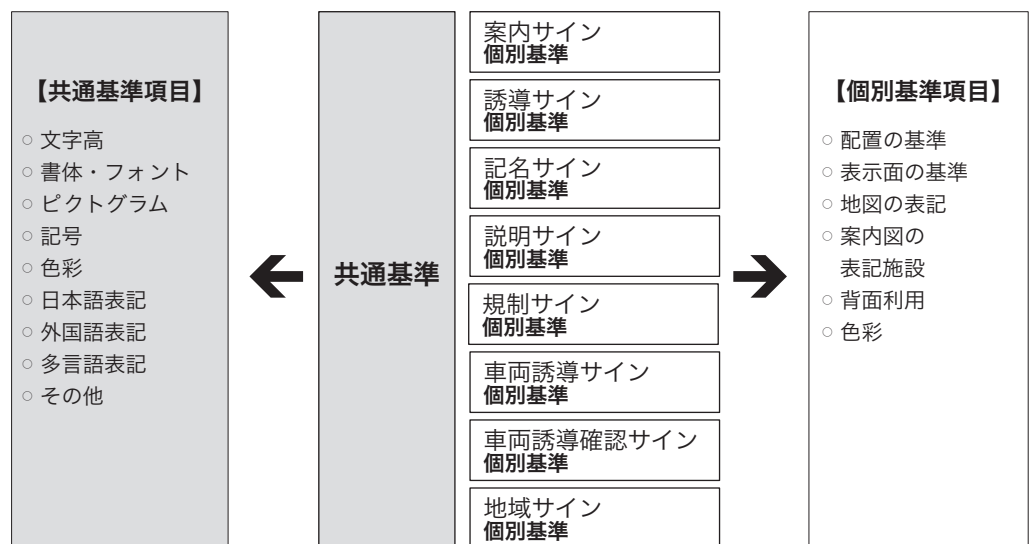 【共通基準項目】
○ 文字高
○ 書体・フォント
○ ピクトグラム
○ 記号
○ 色彩
○ 日本語表記
○ 外国語表記
○ 多言語表記
○ その他
共通基準
案内サイン
個別基準
誘導サイン
個別基準
記名サイン
個別基準
説明サイン
個別基準
規制サイン
個別基準
車両誘導サイン
個別基準
車両誘導確認サイン
個別基準
地域サイン
個別基準
【個別基準項目】
○ 配置の基準
○ 表示面の基準
○ 地図の表記
○ 案内図の
表記施設
○ 背面利用
○ 色彩